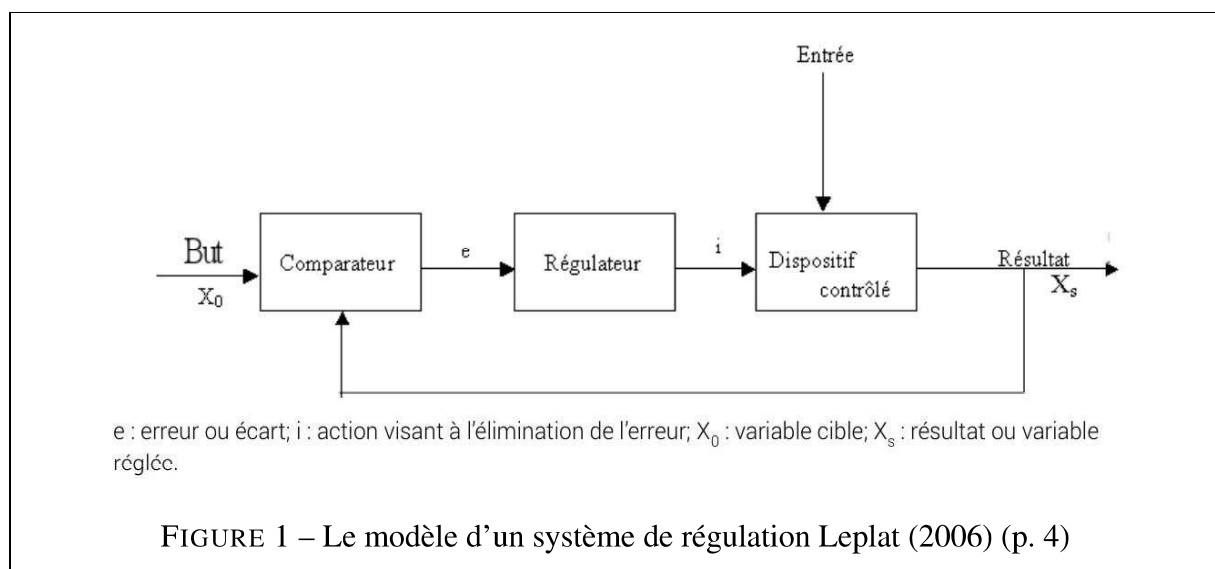 Entrée
But
X₀
Comparateur
e
Régulateur
i
Dispositif
contrôlé
Résultat
Xₛ
e : erreur ou écart; i : action visant à l'élimination de l'erreur; X₀ : variable cible; Xₛ : résultat ou variable
réglée.
FIGURE 1 – Le modèle d'un système de régulation Leplat (2006) (p. 4)